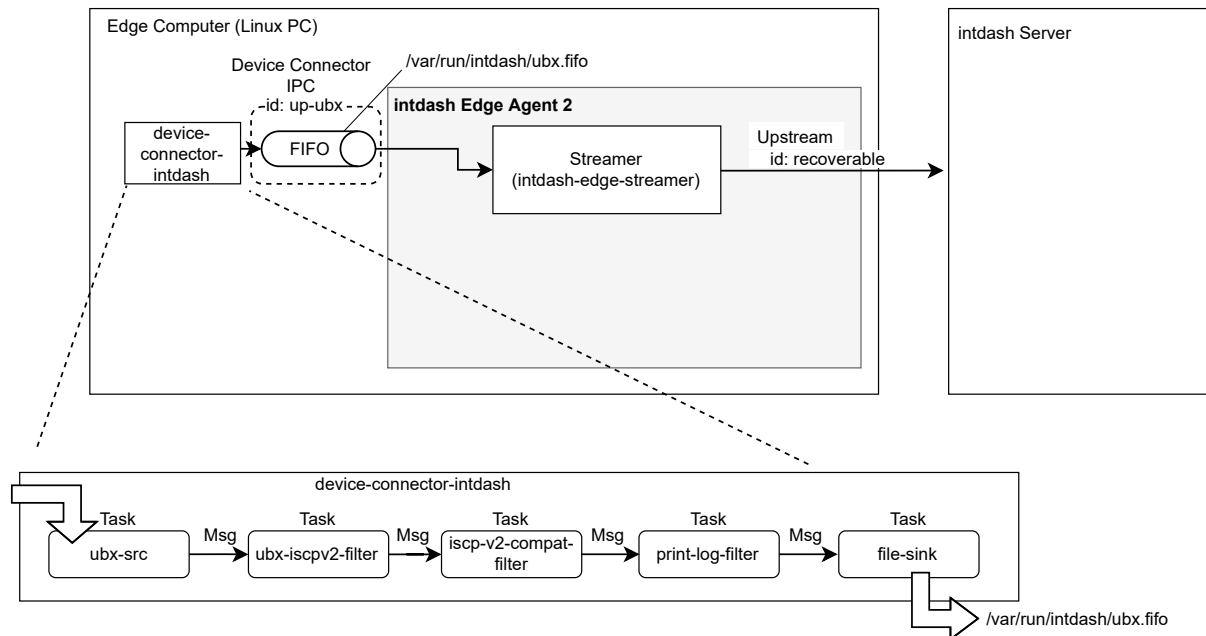 Edge Computer (Linux PC)
intdash Server
Device Connector
IPC
id: up-ubx
/var/run/intdash/ubx.fifo
intdash Edge Agent 2
device-
connector-
intdash
FIFO
Streamer
(intdash-edge-streamer)
Upstream
id: recoverable
device-connector-intdash
Task
ubx-src
Msg
Task
ubx-iscpv2-filter
Msg
Task
iscp-v2-compat-
filter
Msg
Task
print-log-filter
Msg
Task
file-sink
/var/run/intdash/ubx.fifo